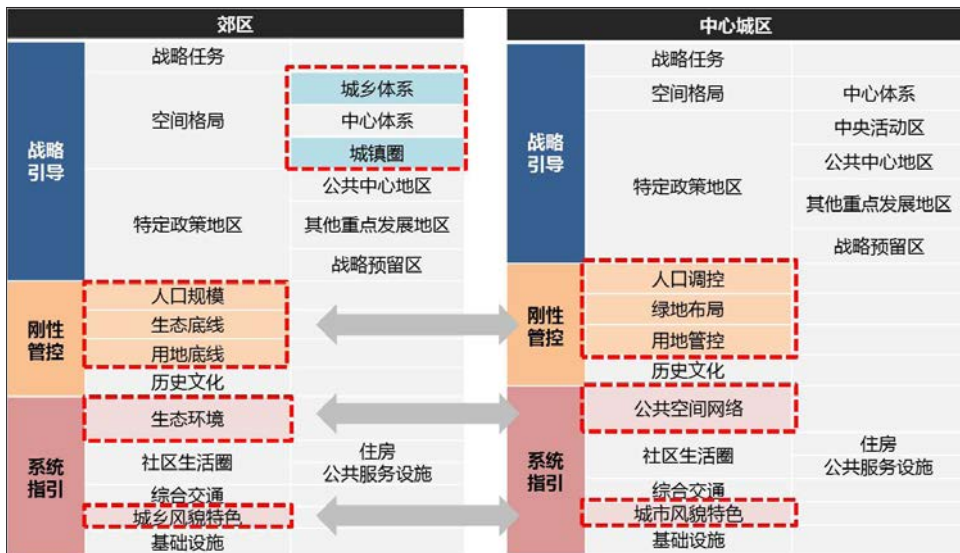 郊区
战略引导
战略任务
空间格局
城乡体系
中心体系
城镇圈
特定政策地区
公共中心地区
其他重点发展地区
战略预留区
刚性管控
人口规模
生态底线
用地底线
历史文化
系统指引
生态环境
社区生活圈
住房
公共服务设施
综合交通
城乡风貌特色
基础设施
中心城区
战略引导
战略任务
空间格局
中心体系
特定政策地区
中央活动区
公共中心地区
其他重点发展地区
战略预留区
刚性管控
人口调控
绿地布局
用地管控
历史文化
系统指引
公共空间网络
社区生活圈
住房
公共服务设施
综合交通
城市风貌特色
基础设施